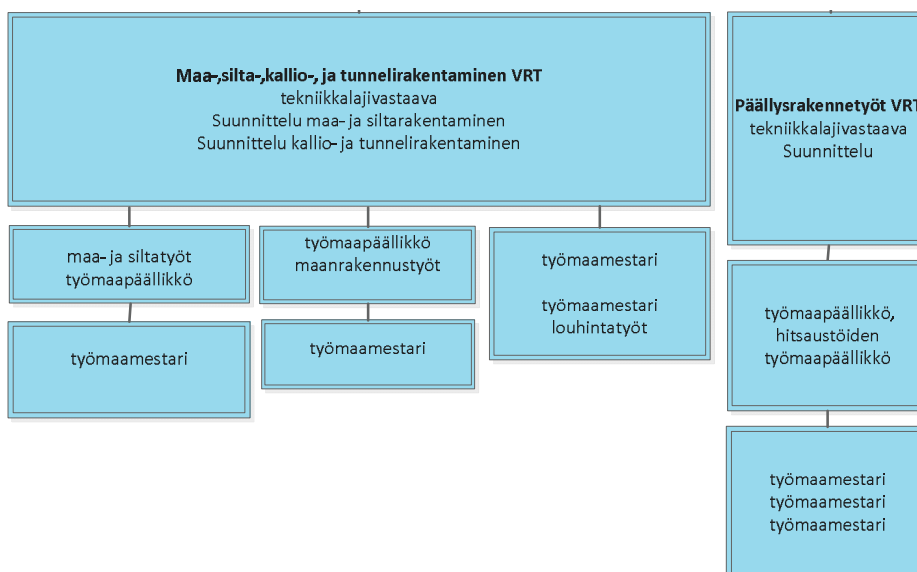 Maa-,silta-,kallio-, ja tunnelirakentaminen VRT
tekniikkalajivastaava
Suunnittelu maa- ja siltarakentaminen
Suunnittelu kallio- ja tunnelirakentaminen
maa- ja siltatyöt
työmaapäällikkö
työmaamestari
työmaapäällikkö
maanrakennustyöt
työmaamestari
työmaamestari
työmaamestari
louhintatyöt
Päällysrakennetyöt VRT
tekniikkalajivastaava
Suunnittelu
työmaapäällikkö,
hitsaustöiden
työmaapäällikkö
työmaamestari
työmaamestari
työmaamestari